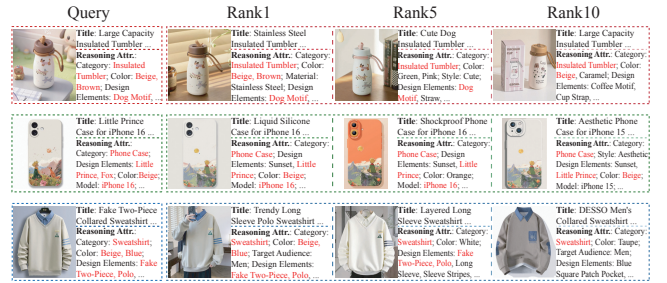 Query Rank1 Rank5 Rank10
Title: Large Capacity
Insulated Tumbler ...
Reasoning Attr.:
Category: Insulated
Tumbler; Color: Beige,
Brown; Design
Elements: Dog Motif, ...
Title: Stainless Steel
Insulated Tumbler ...
Reasoning Attr.: Category:
Insulated Tumbler; Color:
Beige, Brown; Material:
Stainless Steel; Design
Elements: Dog Motif, ...
Title: Cute Dog
Insulated Tumbler ...
Reasoning Attr.: Category:
Insulated Tumbler; Color:
Green, Pink; Style: Cute;
Design Elements: Dog
Motif, Straw, ...
Title: Large Capacity
Insulated Tumbler ...
Reasoning Attr.: Category:
Insulated Tumbler; Color:
Beige, Caramel; Design
Elements: Coffee Motif,
Cup Strap, ...
Title: Little Prince
Case for iPhone 16 ...
Reasoning Attr.:
Category: Phone Case;
Design Elements: Little
Prince, Fox; Color:Beige;
Model: iPhone 16; ...
Title: Liquid Silicone
Case for iPhone 16 ...
Reasoning Attr.: Category:
Phone Case; Design
Elements: Sunset, Little
Prince; Color: Beige;
Model: iPhone 16; ...
Title: Shockproof Phone
Case for iPhone 16 ...
Reasoning Attr.: Category:
Phone Case; Design
Elements: Sunset, Little
Prince; Color: Orange;
Model: iPhone 16; ...
Title: Aesthetic Phone
Case for iPhone 15 ...
Reasoning Attr.: Category:
Phone Case; Style: Aesthetic;
Design Elements: Sunset,
Little Prince; Color: Beige;
Model: iPhone 15; ...
Title: Fake Two-Piece
Collared Sweatshirt ...
Reasoning Attr.:
Category: Sweatshirt;
Color: Beige, Blue;
Design Elements: Fake
Two-Piece, Polo, ...
Title: Trendy Long
Sleeve Polo Sweatshirt ...
Reasoning Attr.: Category:
Sweatshirt; Color: Beige,
Blue; Target Audience:
Men; Design Elements:
Fake Two-Piece, Polo, ...
Title: Layered Long
Sleeve Sweatshirt ...
Reasoning Attr.: Category:
Sweatshirt; Color: White;
Design Elements: Fake
Two-Piece, Polo, Long
Sleeve, Sleeve Stripes, ...
Title: DESSO Men's
Collared Sweatshirt ...
Reasoning Attr.: Category:
Sweatshirt; Color: Taupe;
Target Audience: Men;
Design Elements: Blue
Square Patch Pocket, ...